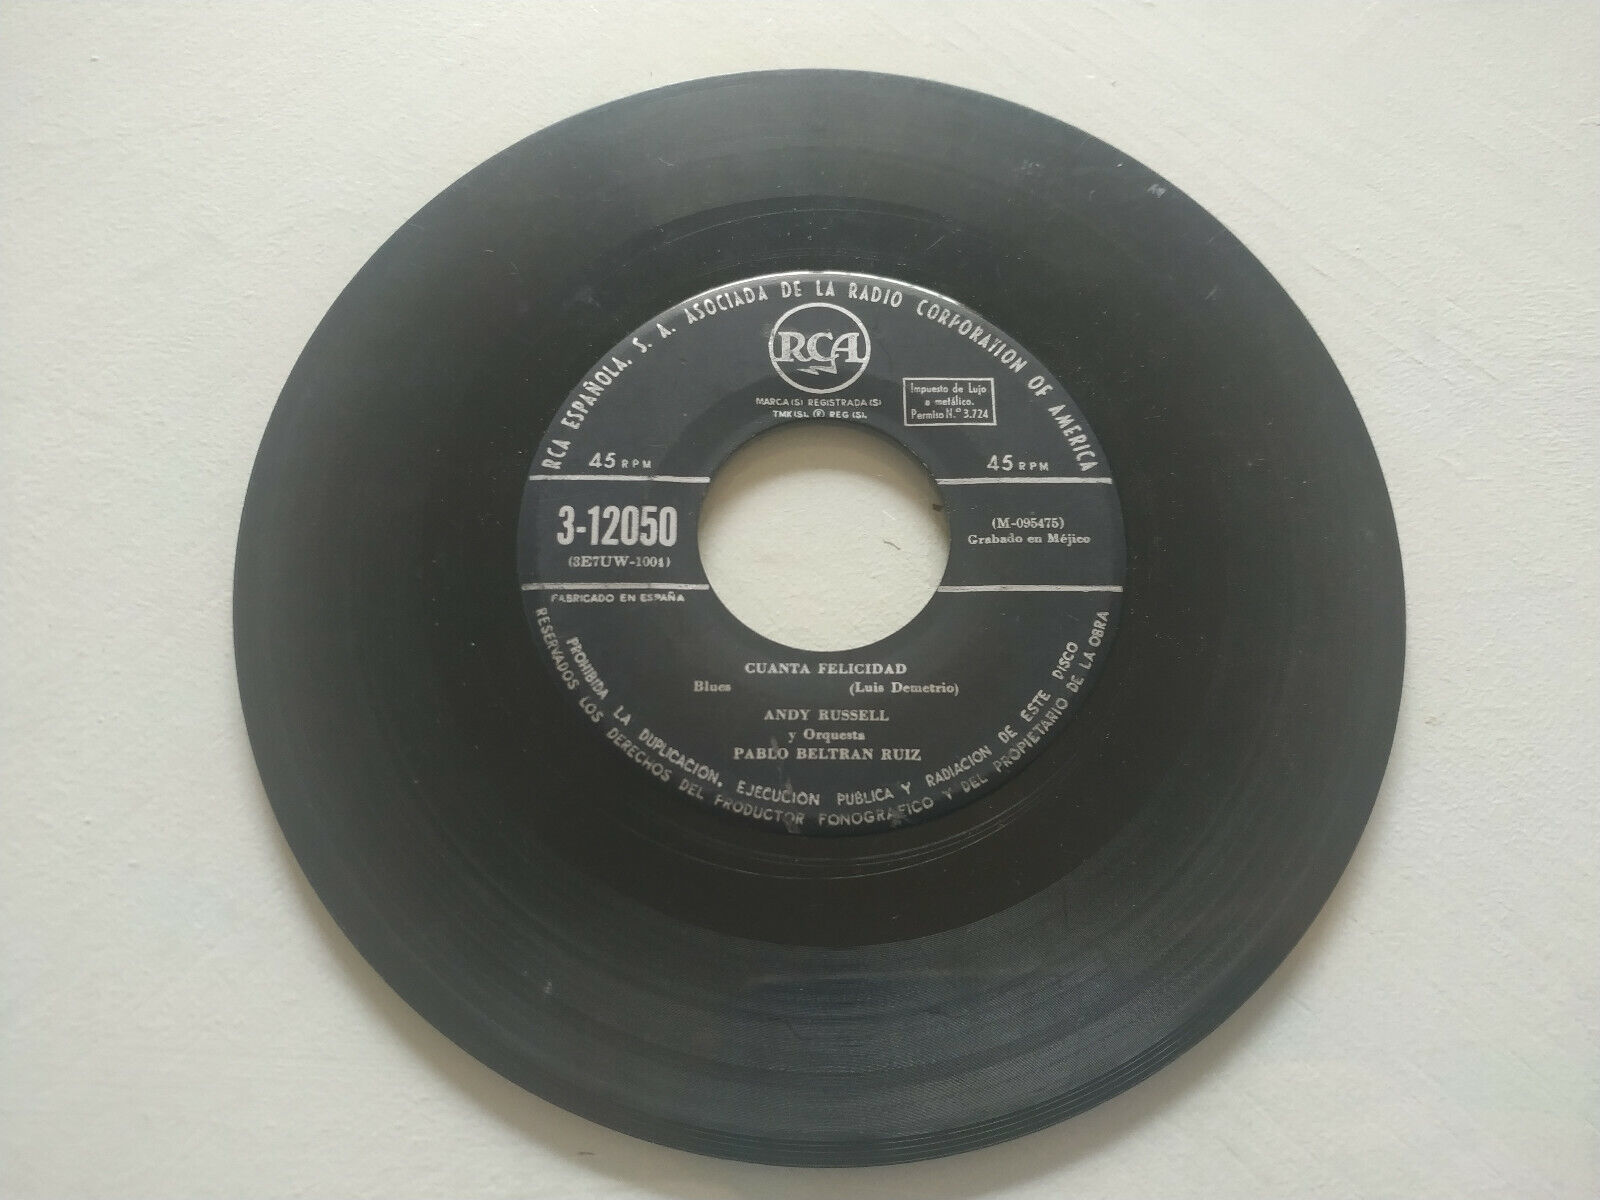 RCA ESPAÑOLA, S. A. ASOCIADA DE LA RADIO CORPORATION OF AMERICA
RCA
MARCA(S) REGISTRADA(S)
TMK(S). ® REG (S).
Impuesto de Lujo
a metálico.
Permiso N.º 3.724
45 RPM
45 RPM
3-12050
(3E7UW-1004)
(M-095475)
Grabado en Méjico
FABRICADO EN ESPAÑA
CUANTA FELICIDAD
Blues (Luis Demetrio)
ANDY RUSSELL
y Orquesta
PABLO BELTRAN RUIZ
PROHIBIDA LA DUPLICACIÓN, EJECUCIÓN PUBLICA Y RADIACION DE ESTE DISCO
RESERVADOS LOS DERECHOS DEL PRODUCTOR FONOGRAFICO Y DEL PROPIETARIO DE LA OBRA